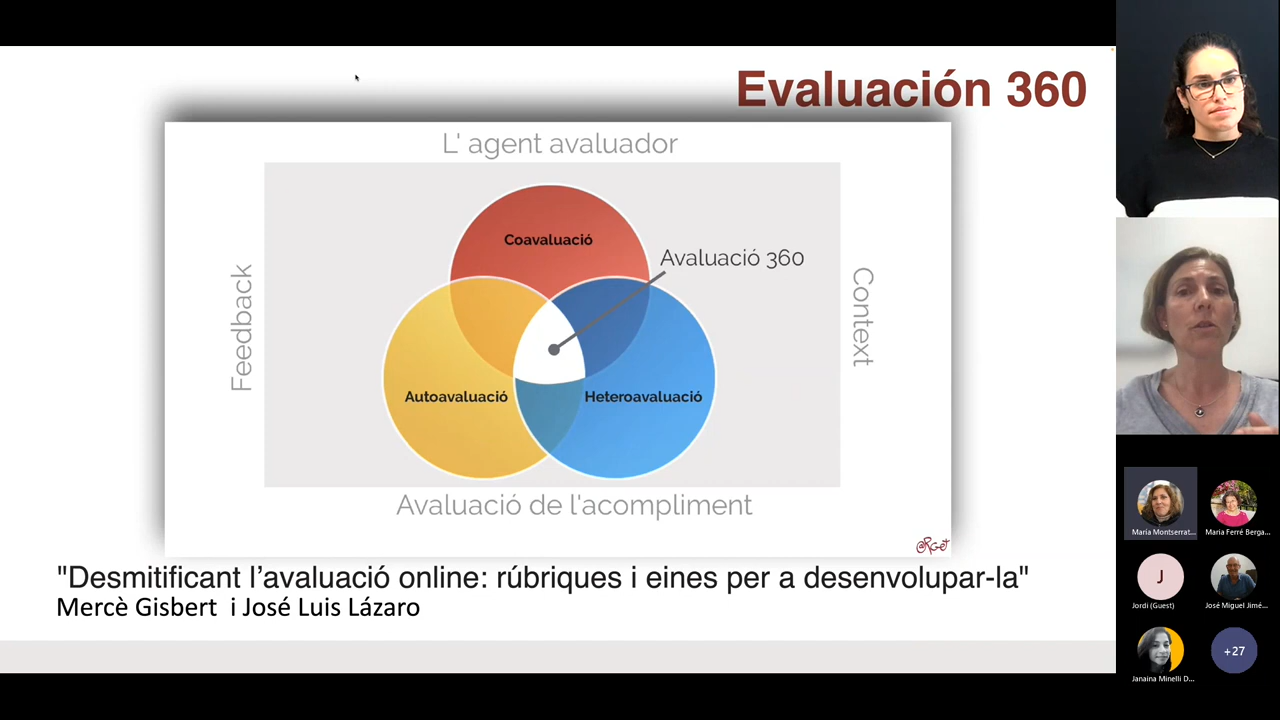 Evaluación 360
L' agent avaluador
Coavaluació
Avaluació 360
Feedback
Context
Autoavaluació
Heteroavaluació
Avaluació de l'acompliment
@RGet
"Desmitificant l’avaluació online: rúbriques i eines per a desenvolupar-la"
Mercè Gisbert i José Luis Lázaro
María Montserrat...
Maria Ferré Berga...
J
Jordi (Guest)
José Miguel Jimé...
Janaina Minelli D...
+27